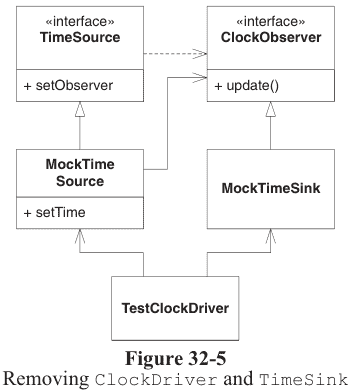 «interface»
TimeSource
+ setObserver
«interface»
ClockObserver
+ update()
MockTime
Source
+ setTime
MockTimeSink
TestClockDriver
Figure 32-5
Removing ClockDriver and TimeSink